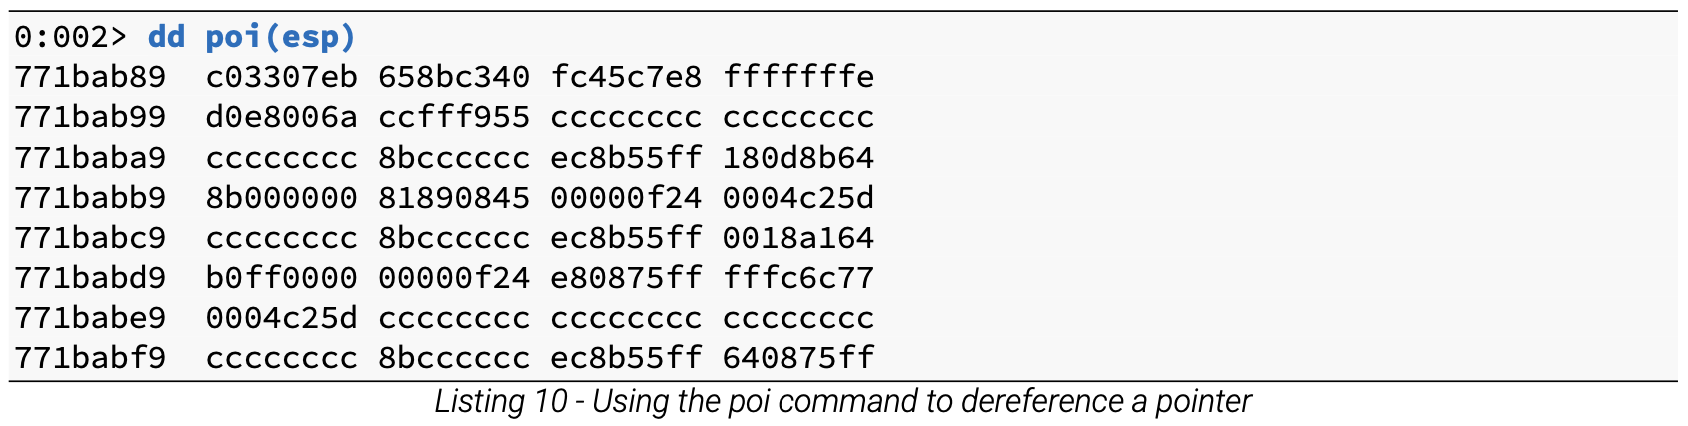 0:002> dd poi(esp)
771bab89  c03307eb 658bc340 fc45c7e8 fffffffe
771bab99  d0e8006a ccfff955 cccccccc cccccccc
771baba9  cccccccc 8bcccccc ec8b55ff 180d8b64
771babb9  8b000000 81890845 00000f24 0004c25d
771babc9  cccccccc 8bcccccc ec8b55ff 0018a164
771babd9  b0ff0000 00000f24 e80875ff fffc6c77
771babe9  0004c25d cccccccc cccccccc cccccccc
771babf9  cccccccc 8bcccccc ec8b55ff 640875ff
Listing 10 - Using the poi command to dereference a pointer